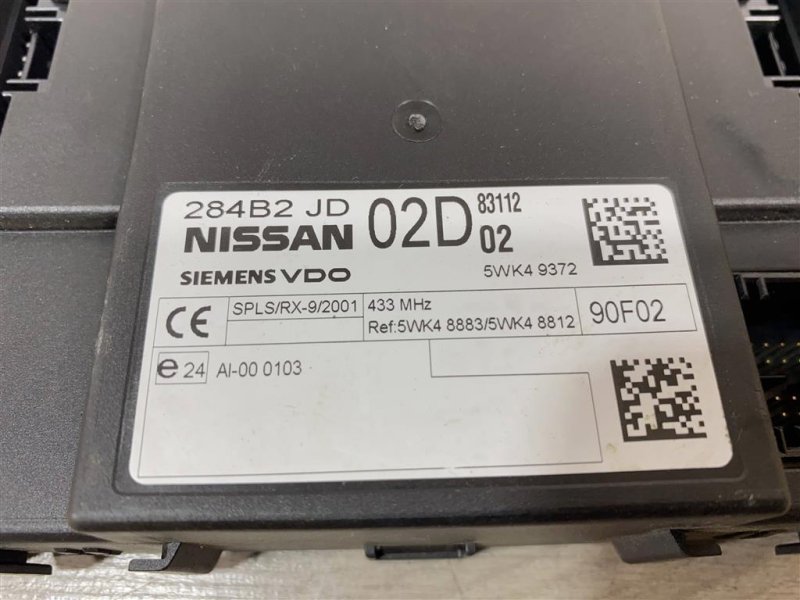 284B2 JD 02D 83112
NISSAN 02
SIEMENS VDO 5WK4 9372
CE SPLS/RX-9/2001 433 MHz 90F02
Ref:5WK4 8883/5WK4 8812
e24 AI-00 0103